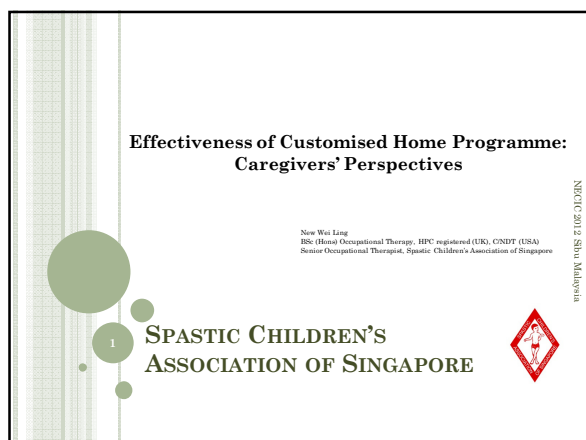 Effectiveness of Customised Home Programme:
Caregivers' Perspectives
New Wei Ling
BSc (Hons) Occupational Therapy, HPC registered (UK), C/NDT (USA)
Senior Occupational Therapist, Spastic Children's Association of Singapore
NECIC 2012 Sibu Malaysia
1
SPASTIC CHILDREN'S
ASSOCIATION OF SINGAPORE